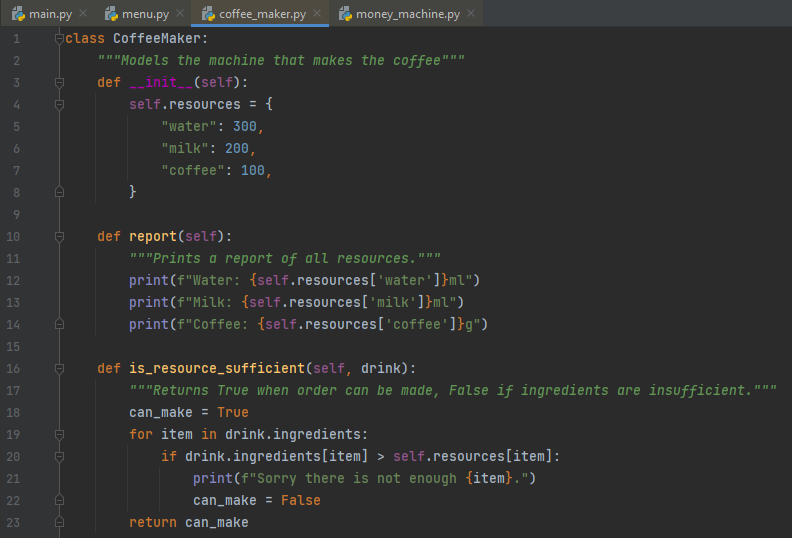 main.py × menu.py × coffee_maker.py × money_machine.py ×
1 class CoffeeMaker:
2     """Models the machine that makes the coffee"""
3     def __init__(self):
4         self.resources = {
5             "water": 300,
6             "milk": 200,
7             "coffee": 100,
8         }
9
10     def report(self):
11         """Prints a report of all resources."""
12         print(f"Water: {self.resources['water']}ml")
13         print(f"Milk: {self.resources['milk']}ml")
14         print(f"Coffee: {self.resources['coffee']}g")
15
16     def is_resource_sufficient(self, drink):
17         """Returns True when order can be made, False if ingredients are insufficient."""
18         can_make = True
19         for item in drink.ingredients:
20             if drink.ingredients[item] > self.resources[item]:
21                 print(f"Sorry there is not enough {item}.")
22                 can_make = False
23         return can_make